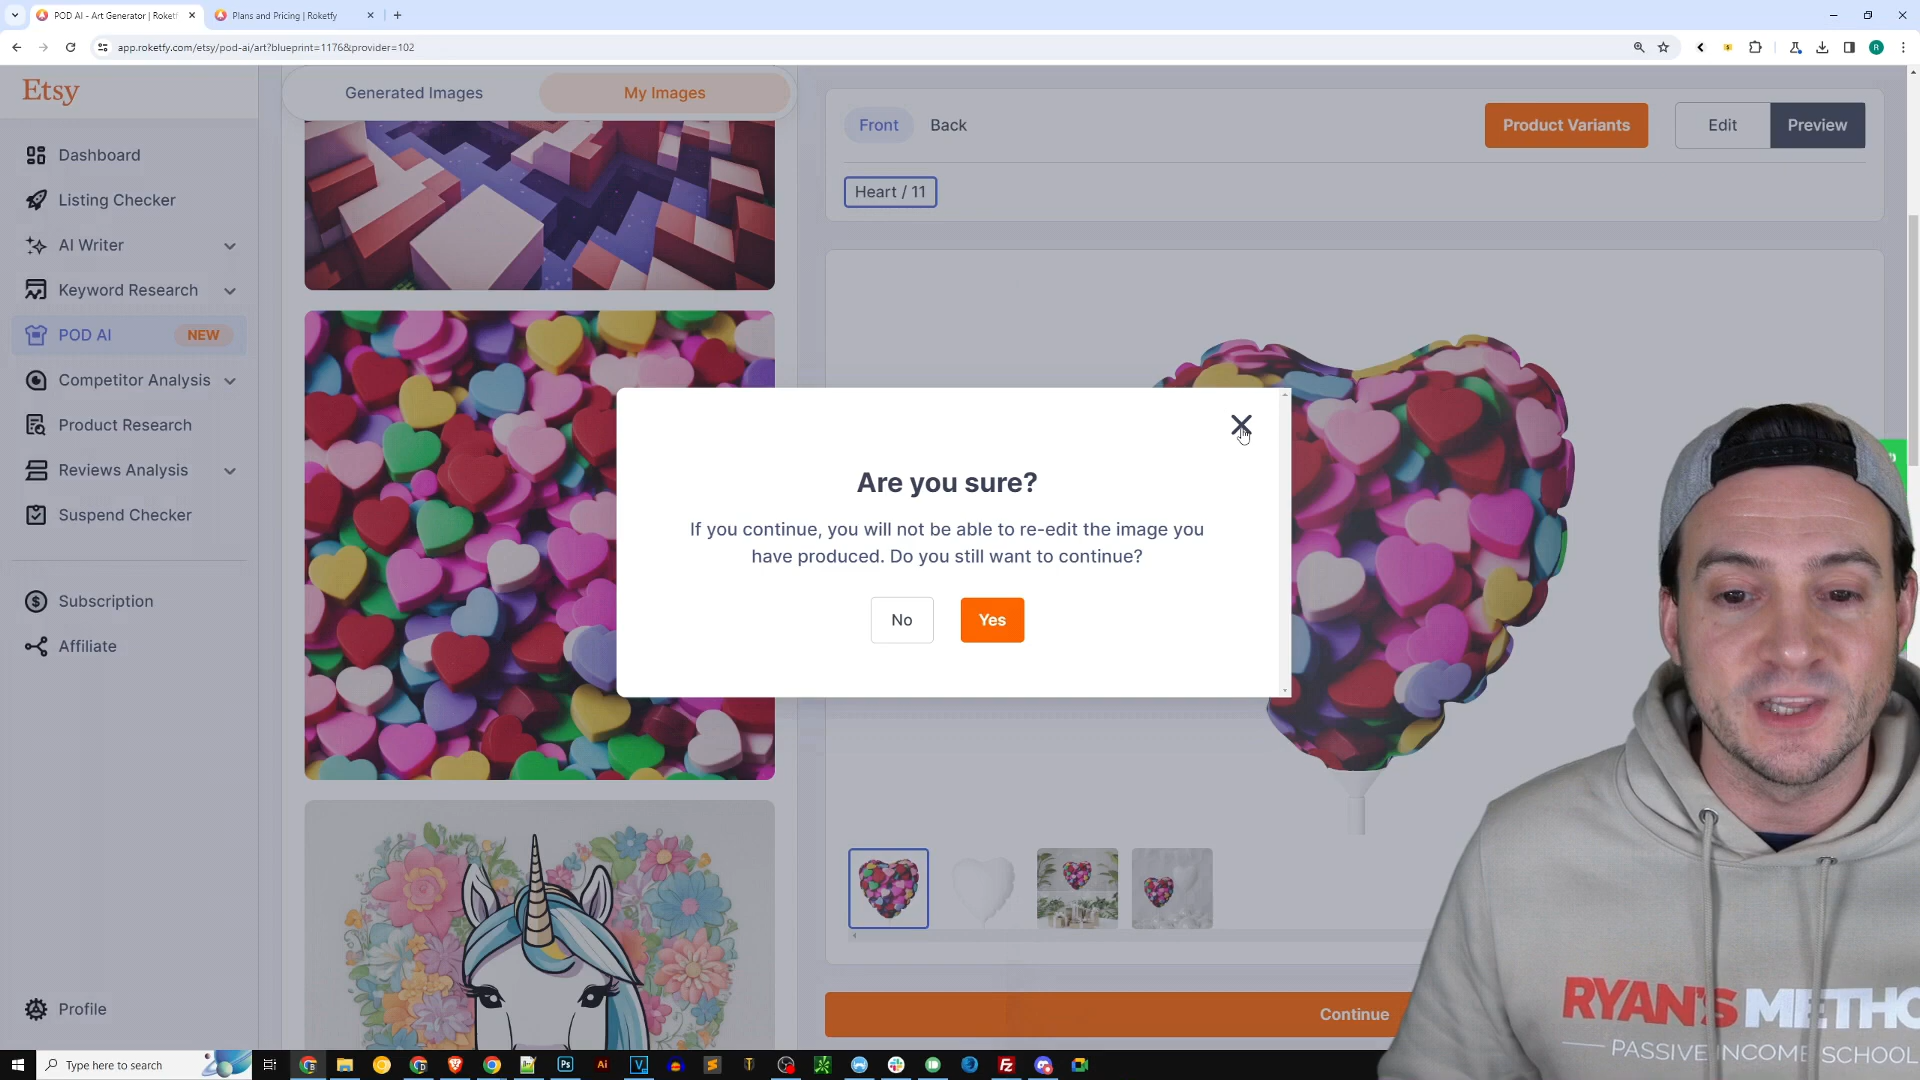 POD AI - Art Generator | Roketf
Plans and Pricing | Roketfy
app.roketfy.com/etsy/pod-ai/art?blueprint=1176&provider=102
R
Etsy
Dashboard
Listing Checker
AI Writer
Keyword Research
POD AI NEW
Competitor Analysis
Product Research
Reviews Analysis
Suspend Checker
Subscription
Affiliate
Profile
Generated Images My Images
Front Back
Product Variants Edit Preview
Heart / 11
Are you sure?
If you continue, you will not be able to re-edit the image you
have produced. Do you still want to continue?
No Yes
Continue
RYAN'S METHO
PASSIVE INCOME SCHOOL
Type here to search